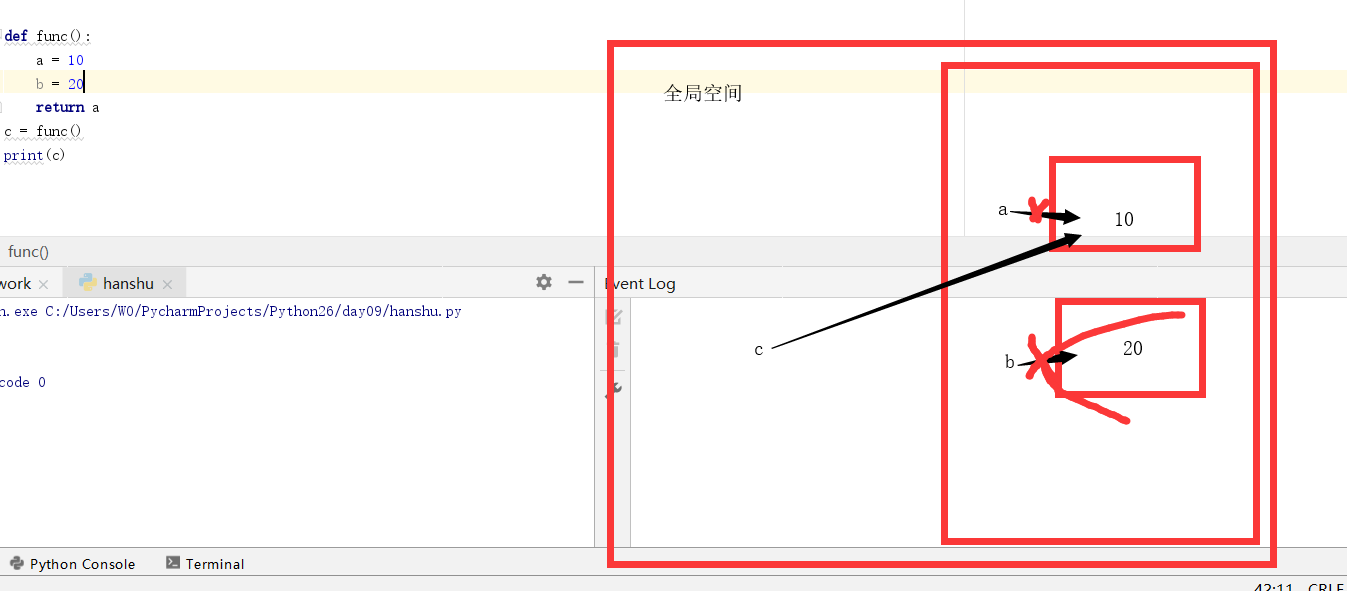 def func():
a = 10
b = 20
return a
c = func()
print(c)
全局空间
a
10
func()
work
hanshu
Event Log
n.exe C:/Users/WO/PycharmProjects/Python26/day09/hanshu.py
c
b
20
code 0
Python Console
Terminal
42:11
CRLF